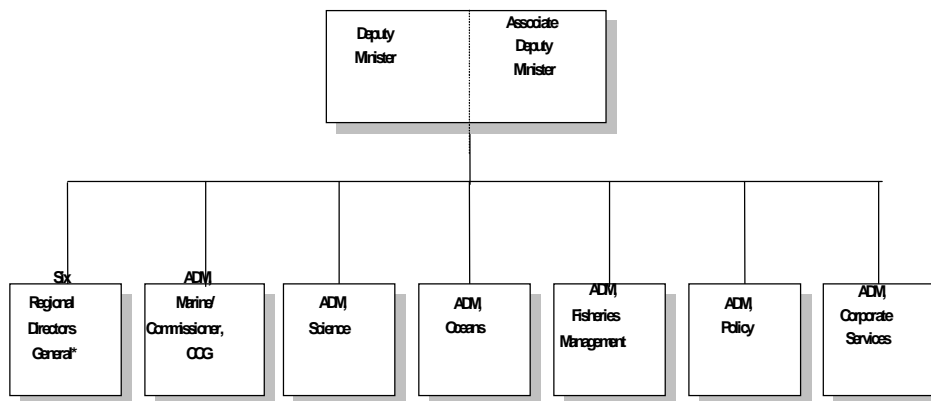 Deputy
Minister
Associate
Deputy
Minister
Six
Regional
Directors
General*
ADM,
Marine/
Commissioner,
CCG
ADM,
Science
ADM,
Oceans
ADM,
Fisheries
Management
ADM,
Policy
ADM,
Corporate
Services